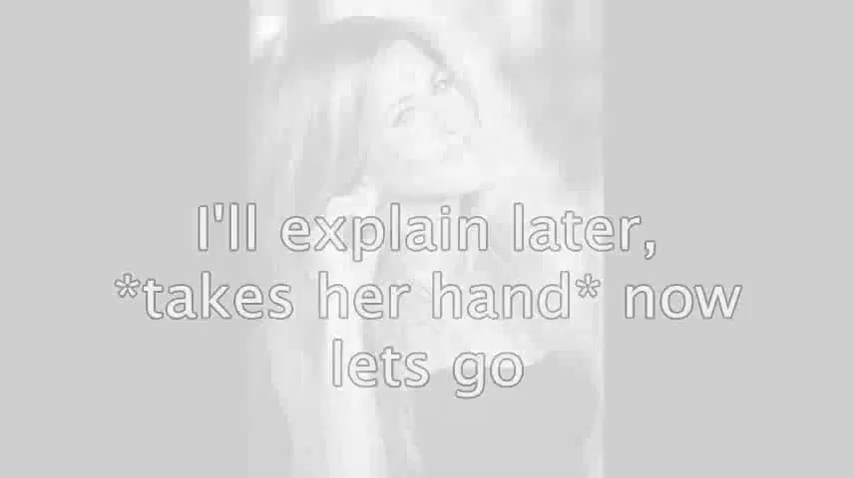 I'll explain later,
*takes her hand* now
lets go